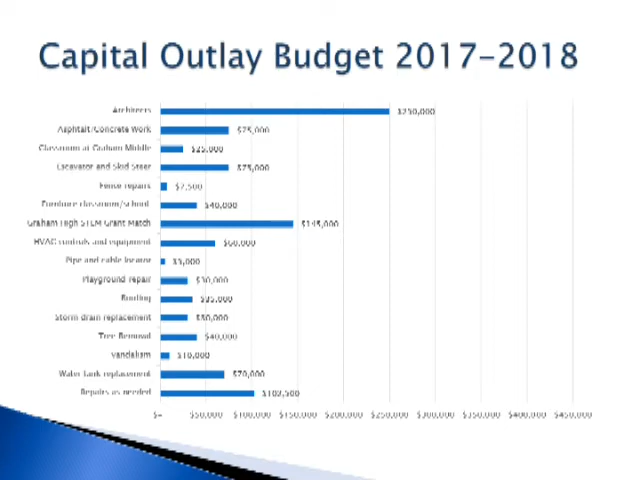 Capital Outlay Budget 2017-2018
Architects $250,000
Asphalt/Concrete Work $75,000
Classroom at Graham Middle $25,000
Excavator and Skid Steer $75,000
Fence repairs $7,500
Furniture classroom/school $40,000
Graham High STEM Grant Match $145,000
HVAC controls and equipment $60,000
Pipe and cable locator $5,000
Playground repair $30,000
Roofing $35,000
Storm drain replacement $30,000
Tree Removal $40,000
Vandalism $10,000
Water tank replacement $70,000
Repairs as needed $102,500
$- $50,000 $100,000 $150,000 $200,000 $250,000 $300,000 $350,000 $400,000 $450,000